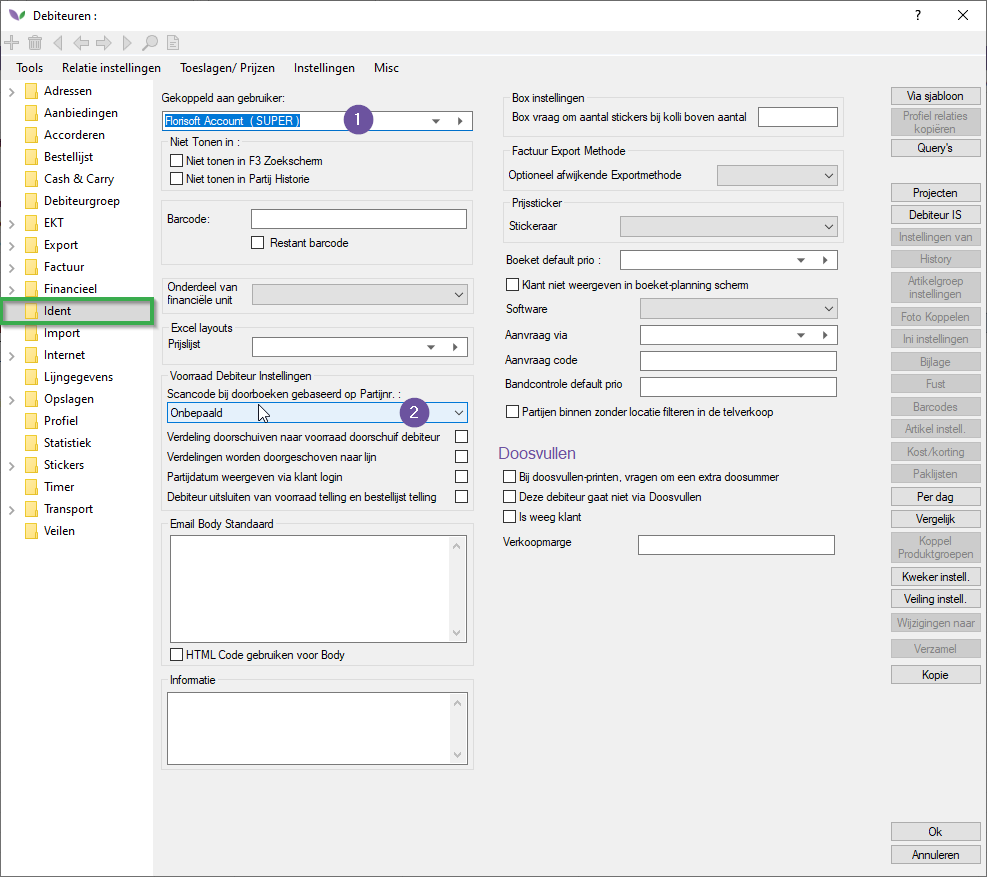 Debiteuren :
?
Tools Relatie instellingen Toeslagen/ Prijzen Instellingen Misc
Adressen
Aanbiedingen
Accorderen
Bestellijst
Cash & Carry
Debiteurgroep
EKT
Export
Factuur
Financieel
Ident
Import
Internet
Lijngegevens
Opslagen
Profiel
Statistiek
Stickers
Timer
Transport
Veilen
Gekoppeld aan gebruiker:
Florisoft Account ( SUPER )
1
Niet Tonen in :
Niet tonen in F3 Zoekscherm
Niet tonen in Partij Historie
Barcode:
Restant barcode
Onderdeel van
financiële unit
Excel layouts
Prijslijst
Voorraad Debiteur Instellingen
Scancode bij doorboeken gebaseerd op Partijnr. :
Onbepaald
2
Verdeling doorschuiven naar voorraad doorschuif debiteur
Verdelingen worden doorgeschoven naar lijn
Partijdatum weergeven via klant login
Debiteur uitsluiten van voorraad telling en bestellijst telling
Email Body Standaard
HTML Code gebruiken voor Body
Informatie
Box instellingen
Box vraag om aantal stickers bij kolli boven aantal
Factuur Export Methode
Optioneel afwijkende Exportmethode
Prijssticker
Stickeraar
Boeket default prio :
Klant niet weergeven in boeket-planning scherm
Software
Aanvraag via
Aanvraag code
Bandcontrole default prio
Partijen binnen zonder locatie filteren in de telverkoop
Doosvullen
Bij doosvullen-printen, vragen om een extra doosummer
Deze debiteur gaat niet via Doosvullen
Is weeg klant
Verkoopmarge
Via sjabloon
Profiel relaties
kopiëren
Query's
Projecten
Debiteur IS
Instellingen van
History
Artikelgroep
instellingen
Foto Koppelen
Ini instellingen
Bijlage
Fust
Barcodes
Artikel instell.
Kost/korting
Paklijsten
Per dag
Vergelijk
Koppel
Produktgroepen
Kweker instell.
Veiling instell.
Wijzigingen naar
Verzamel
Kopie
Ok
Annuleren